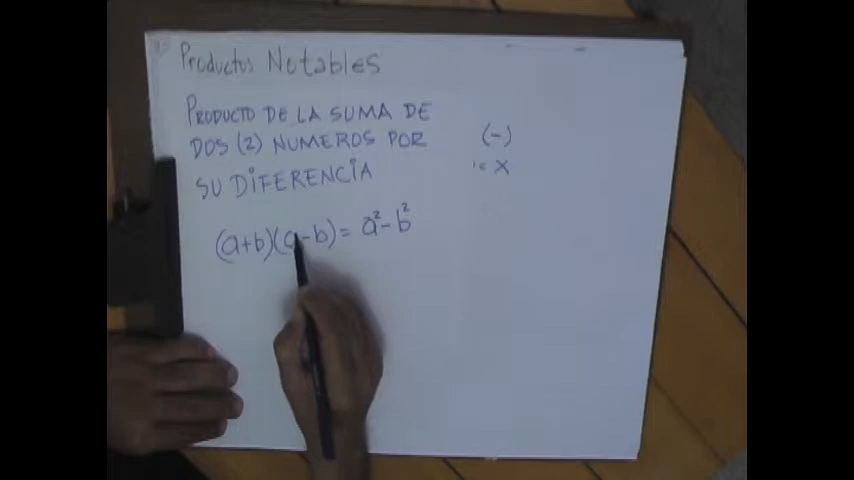 Productos Notables
PRODUCTO DE LA SUMA DE
DOS (2) NUMEROS POR
SU DIFERENCIA
(-)
X
(a+b)(a-b)= a²-b²